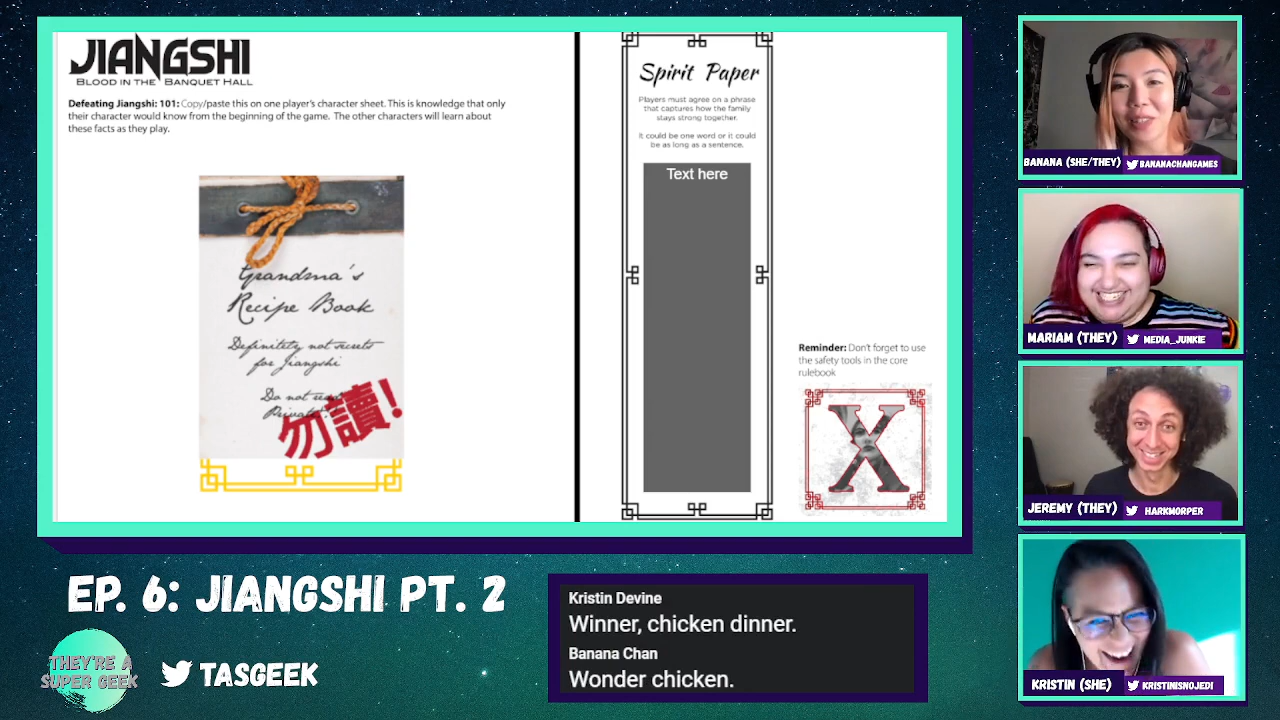 JIANGSHI
BLOOD IN THE BANQUET HALL
Defeating Jiangshi: 101: Copy/paste this on one player's character sheet. This is knowledge that only
their character would know from the beginning of the game. The other characters will learn about
these facts as they play.
Grandma's
Recipe Book
Definitely not secrets
for Jiangshi
Do not read
Private!
勿讀!
Spirit Paper
Players must agree on a phrase
that captures how the family
stays strong together.
It could be one word or it could
be as long as a sentence.
Text here
Reminder: Don't forget to use
the safety tools in the core
rulebook
X
BANANA (SHE/THEY)
BANANACHANGAMES
MARIAM (THEY)
MEDIA_JUNKIE
JEREMY (THEY)
HARKMORPER
KRISTIN (SHE)
KRISTINISNOJEDI
EP. 6: JIANGSHI PT. 2
THEY'RE A
SUPER GEEK
TASGEEK
Kristin Devine
Winner, chicken dinner.
Banana Chan
Wonder chicken.